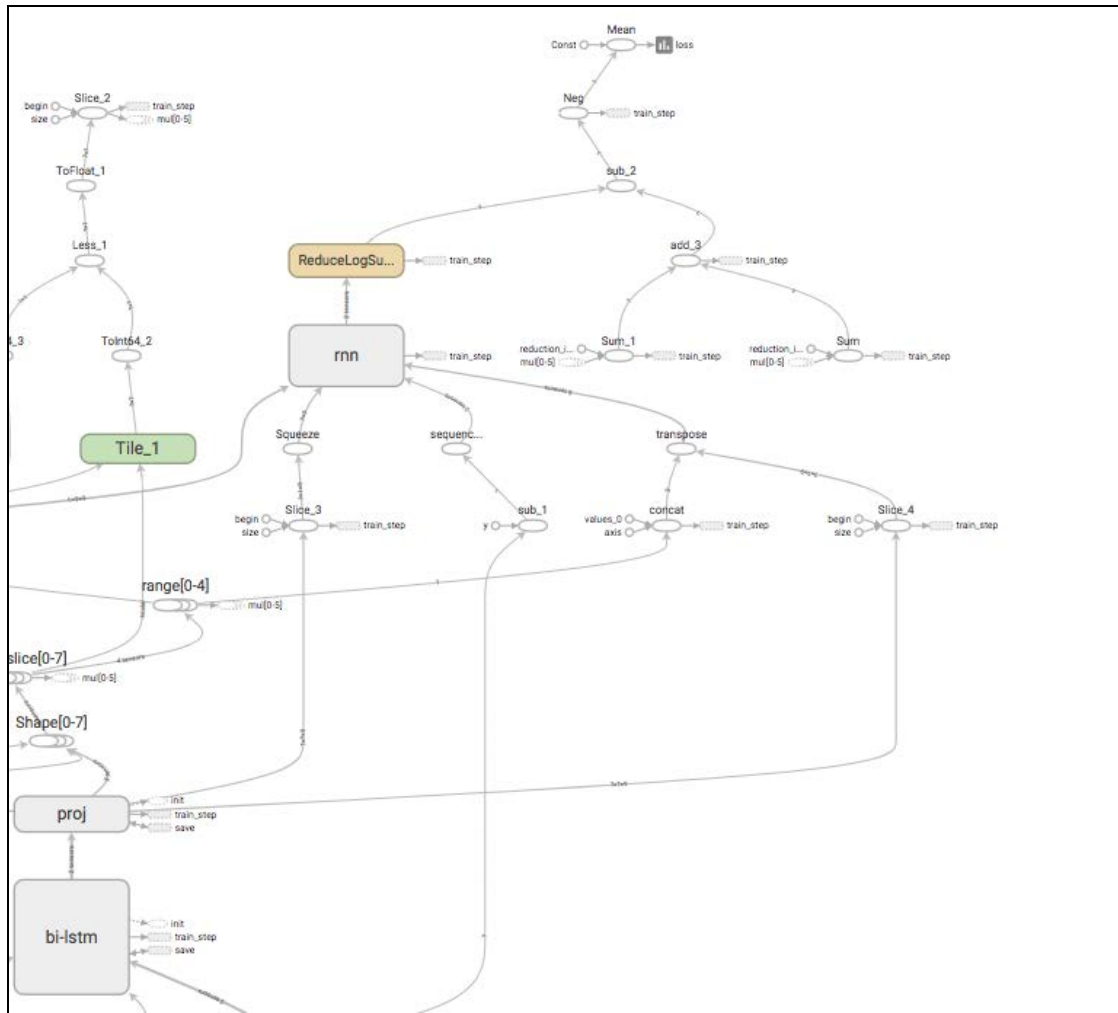 Mean
Const
loss
Neg
train_step
Slice_2
begin
size
train_step
mul[0-5]
ToFloat_1
sub_2
Less_1
ReduceLogSu...
train_step
add_3
train_step
4_3
ToInt64_2
rnn
train_step
Sum_1
reduction_i...
mul[0-5]
train_step
Sum
reduction_i...
mul[0-5]
train_step
Tile_1
Squeeze
sequenc...
transpose
Slice_3
begin
size
train_step
sub_1
y
concat
values_0
axis
train_step
Slice_4
begin
size
train_step
range[0-4]
mul[0-5]
slice[0-7]
4 tensors
mul[0-5]
Shape[0-7]
proj
init
train_step
save
bi-lstm
init
train_step
save